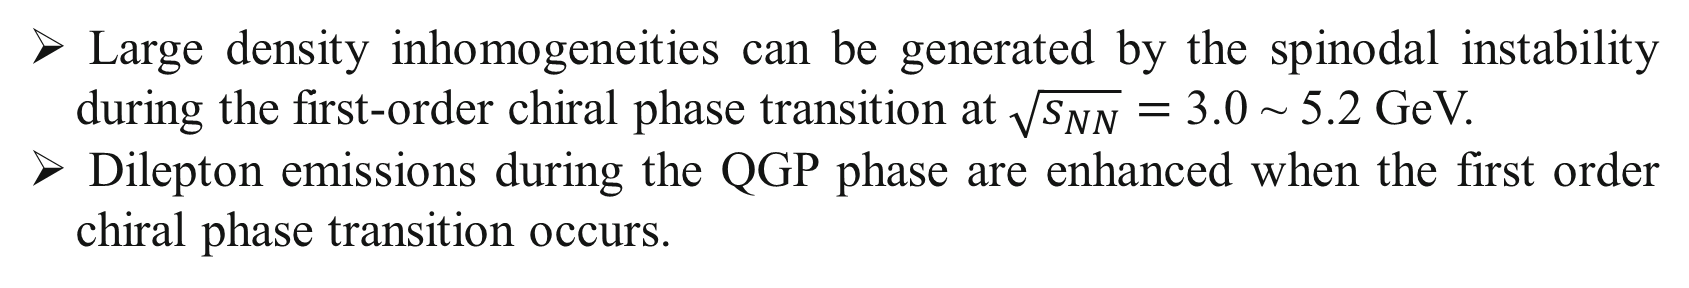 ➢ Large density inhomogeneities can be generated by the spinodal instability
during the first-order chiral phase transition at √s_NN = 3.0 ~ 5.2 GeV.
➢ Dilepton emissions during the QGP phase are enhanced when the first order
chiral phase transition occurs.